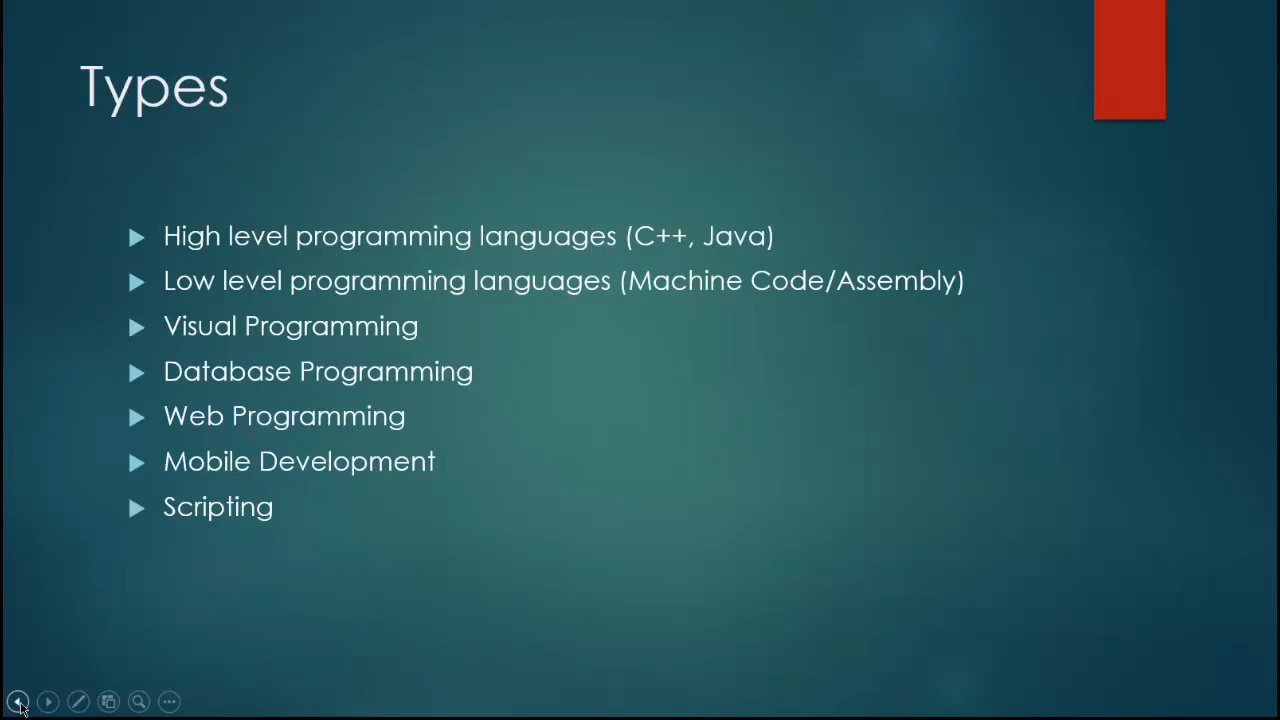 Types
High level programming languages (C++, Java)
Low level programming languages (Machine Code/Assembly)
Visual Programming
Database Programming
Web Programming
Mobile Development
Scripting